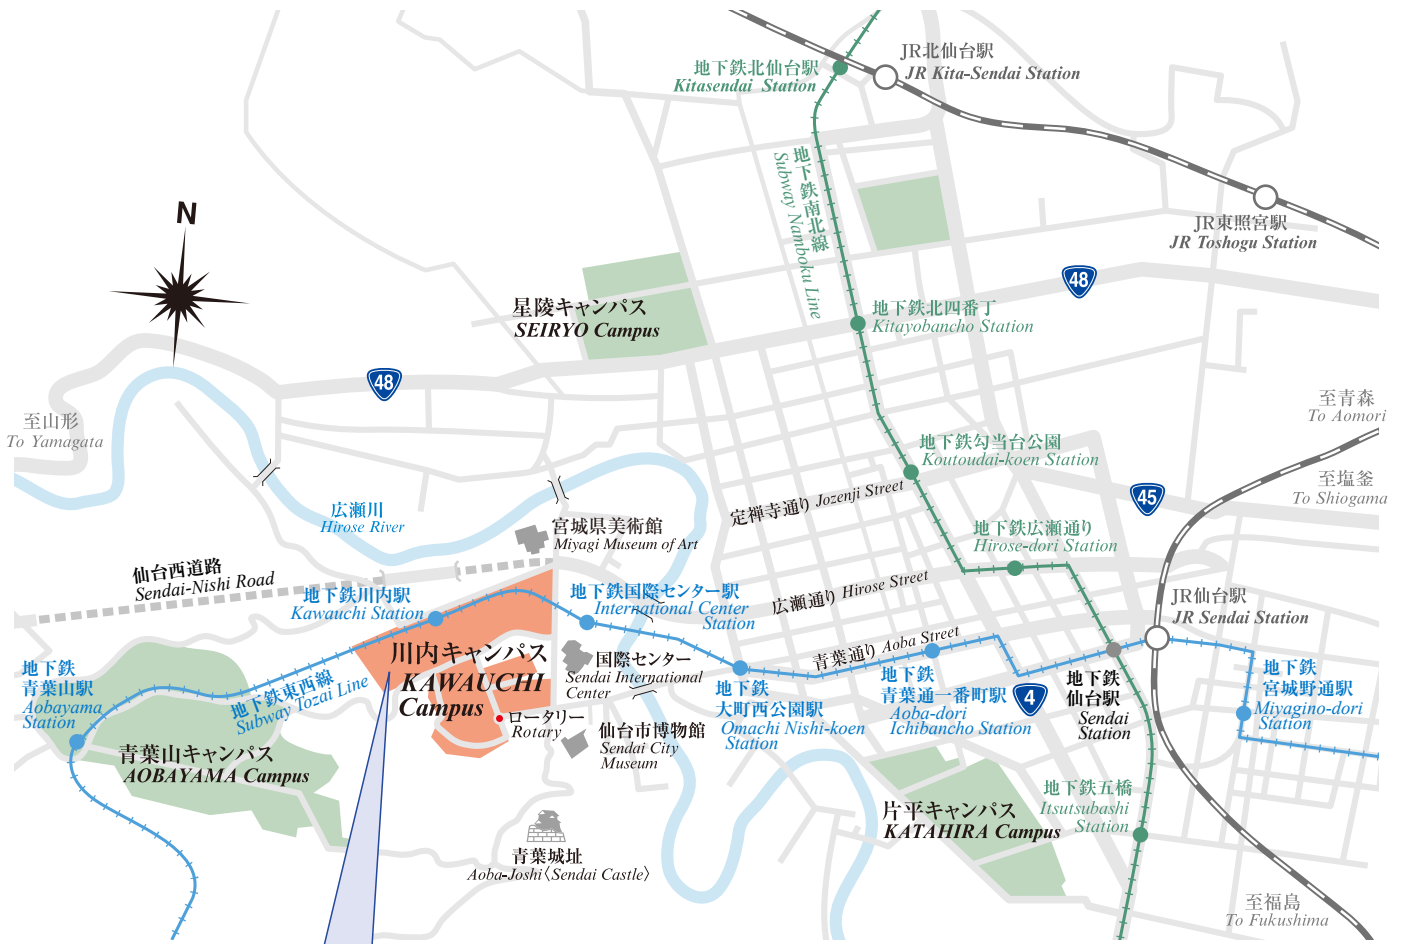 JR北仙台駅
JR Kita-Sendai Station
地下鉄北仙台駅
Kitasendai Station
地下鉄南北線
Subway Namboku Line
N
JR東照宮駅
JR Toshogu Station
48
星陵キャンパス
SEIRYO Campus
地下鉄北四番丁
Kitayobancho Station
48
至山形
To Yamagata
至青森
To Aomori
地下鉄勾当台公園
Koutoudai-koen Station
至塩釜
To Shiogama
45
定禅寺通り Jozenji Street
広瀬川
Hirose River
宮城県美術館
Miyagi Museum of Art
地下鉄広瀬通り
Hirose-dori Station
仙台西道路
Sendai-Nishi Road
地下鉄川内駅
Kawauchi Station
地下鉄国際センター駅
International Center
Station
広瀬通り Hirose Street
JR仙台駅
JR Sendai Station
青葉通り Aoba Street
川内キャンパス
KAWAUCHI
Campus
国際センター
Sendai International
Center
地下鉄
青葉山駅
Aobayama
Station
地下鉄東西線
Subway Tozai Line
ロータリー
Rotary
仙台市博物館
Sendai City
Museum
地下鉄
大町西公園駅
Omachi Nishi-koen
Station
地下鉄
青葉通一番町駅
Aoba-dori
Ichibancho Station
4
地下鉄
仙台駅
Sendai
Station
地下鉄
宮城野通駅
Miyagino-dori
Station
青葉山キャンパス
AOBAYAMA Campus
片平キャンパス
KATAHIRA Campus
地下鉄五橋
Itsutsubashi
Station
青葉城址
Aoba-Joshi〈Sendai Castle〉
至福島
To Fukushima